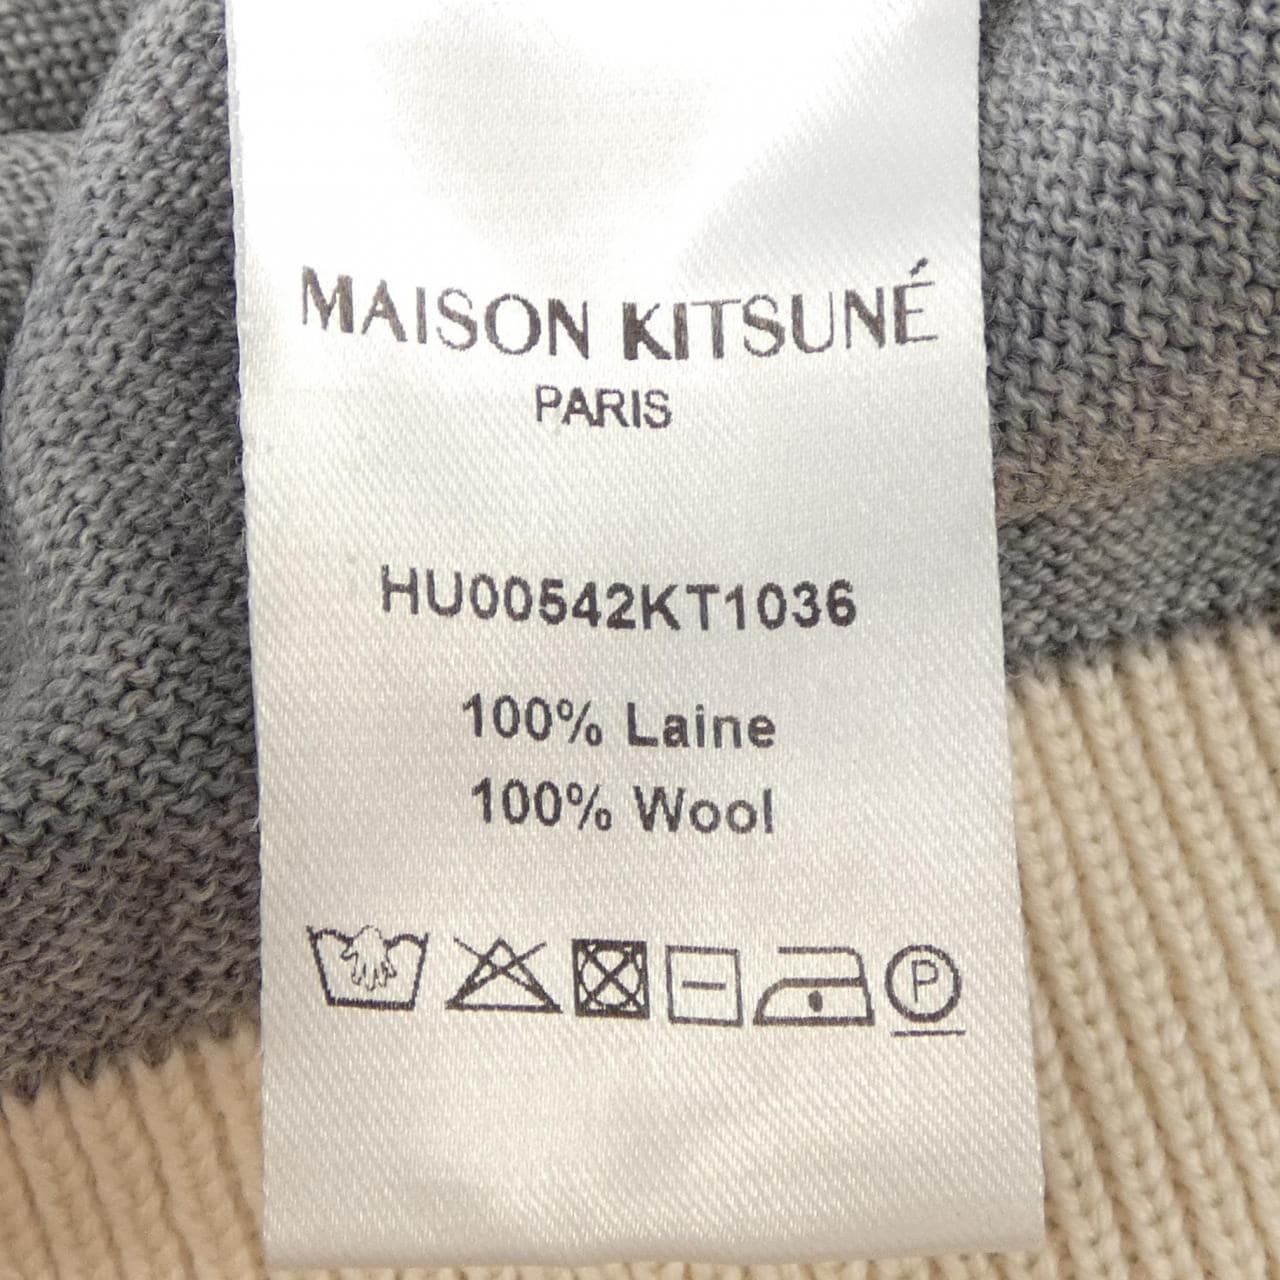 MAISON KITSUNÉ
PARIS
HU00542KT1036
100% Laine
100% Wool
P